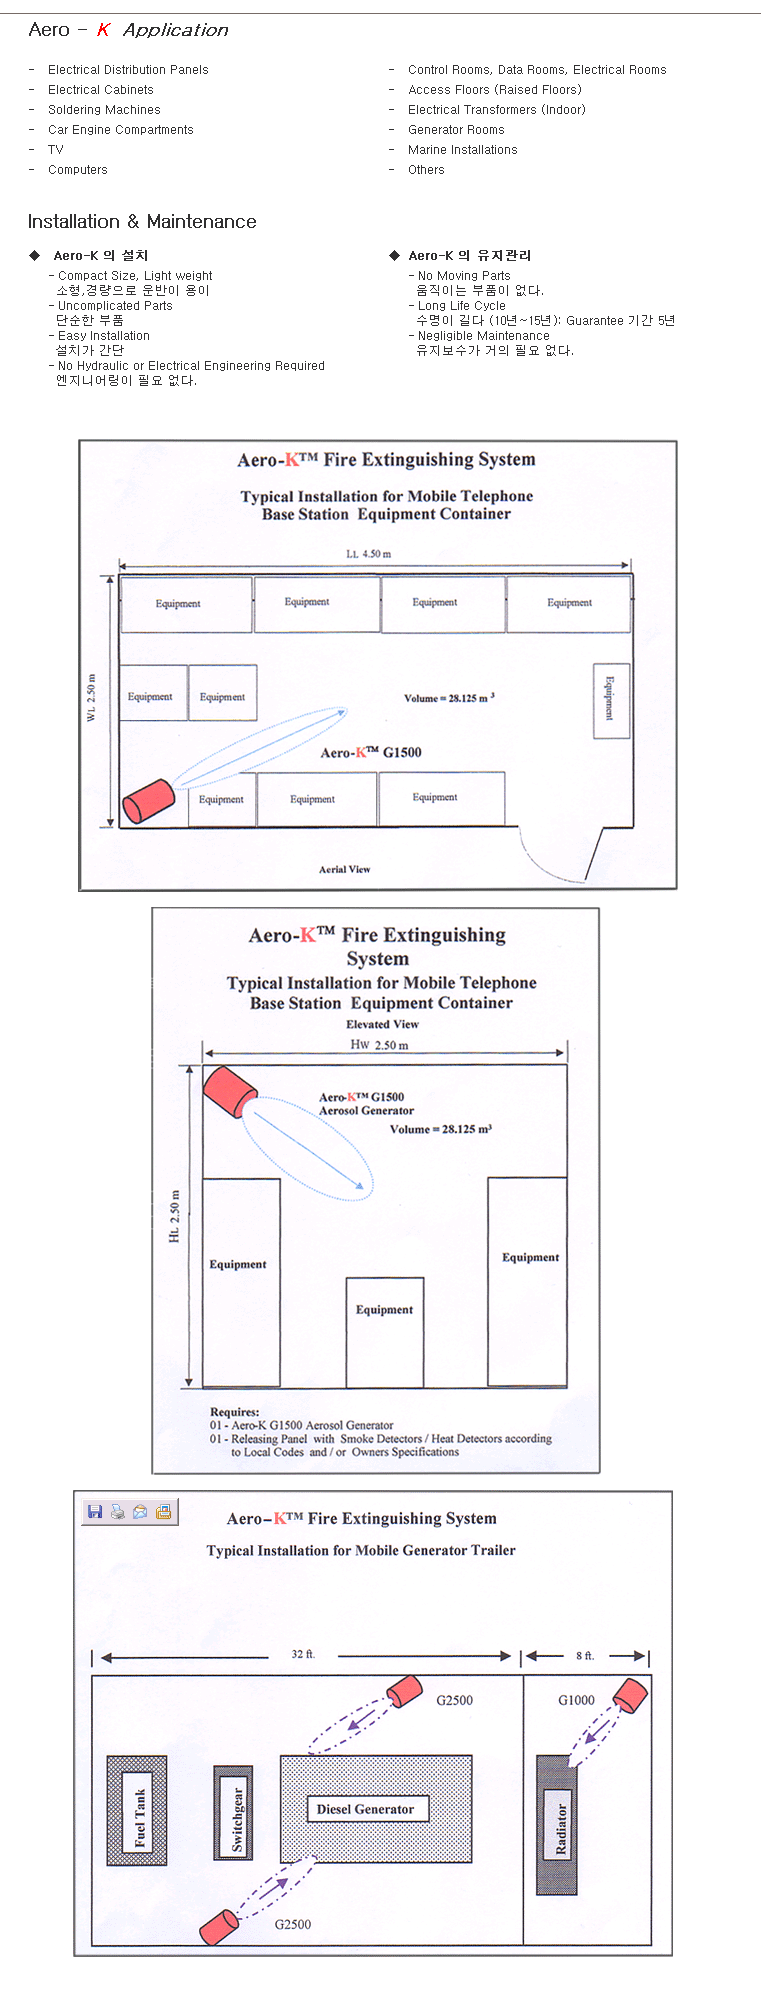 Aero - K Application
- Electrical Distribution Panels
- Electrical Cabinets
- Soldering Machines
- Car Engine Compartments
- TV
- Computers
- Control Rooms, Data Rooms, Electrical Rooms
- Access Floors (Raised Floors)
- Electrical Transformers (Indoor)
- Generator Rooms
- Marine Installations
- Others
Installation & Maintenance
◆ Aero-K 의 설치
- Compact Size, Light weight
소형,경량으로 운반이 용이
- Uncomplicated Parts
단순한 부품
- Easy Installation
설치가 간단
- No Hydraulic or Electrical Engineering Required
엔지니어링이 필요 없다.
◆ Aero-K 의 유지관리
- No Moving Parts
움직이는 부품이 없다.
- Long Life Cycle
수명이 길다 (10년~15년): Guarantee 기간 5년
- Negligible Maintenance
유지보수가 거의 필요 없다.
Aero-K™ Fire Extinguishing System
Typical Installation for Mobile Telephone
Base Station Equipment Container
LL 4.50 m
Equipment
Equipment
Equipment
Equipment
WL 2.50 m
Equipment
Equipment
Volume = 28.125 m³
Equipment
Aero-K™ G1500
Equipment
Equipment
Equipment
Aerial View
Aero-K™ Fire Extinguishing
System
Typical Installation for Mobile Telephone
Base Station Equipment Container
Elevated View
HW 2.50 m
Aero-K™ G1500
Aerosol Generator
Volume = 28.125 m³
HL 2.50 m
Equipment
Equipment
Equipment
Requires:
01 - Aero-K G1500 Aerosol Generator
01 - Releasing Panel with Smoke Detectors / Heat Detectors according
to Local Codes and / or Owners Specifications
Aero-K™ Fire Extinguishing System
Typical Installation for Mobile Generator Trailer
32 ft.
8 ft.
G2500
G1000
Fuel Tank
Switchgear
Diesel Generator
Radiator
G2500